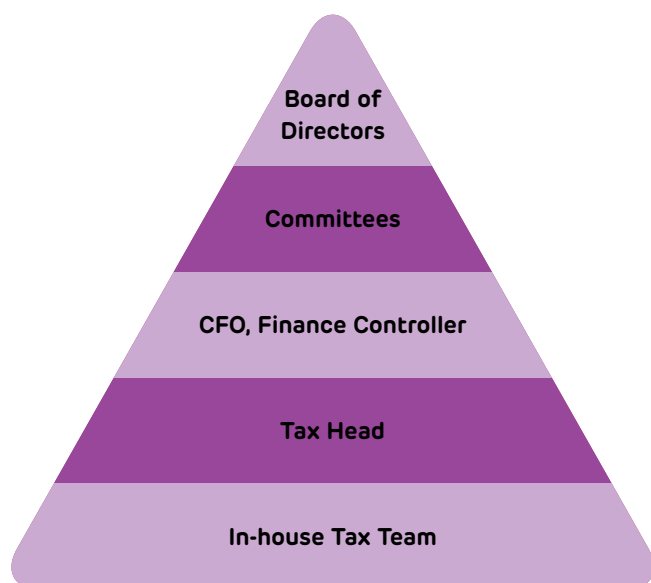 Board of
Directors
Committees
CFO, Finance Controller
Tax Head
In-house Tax Team